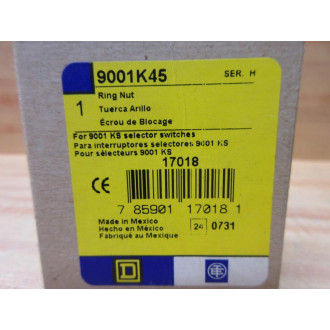 9001K45 SER. H
1 Ring Nut
Tuerca Arillo
Écrou de Blocage
For 9001 KS selector switches
Para interruptores selectores 9001 KS
Pour sélecteurs 9001 KS
17018
CE
7 85901 17018 1
Made in Mexico
Hecho en México
Fabriqué au Mexique
24 0731
D